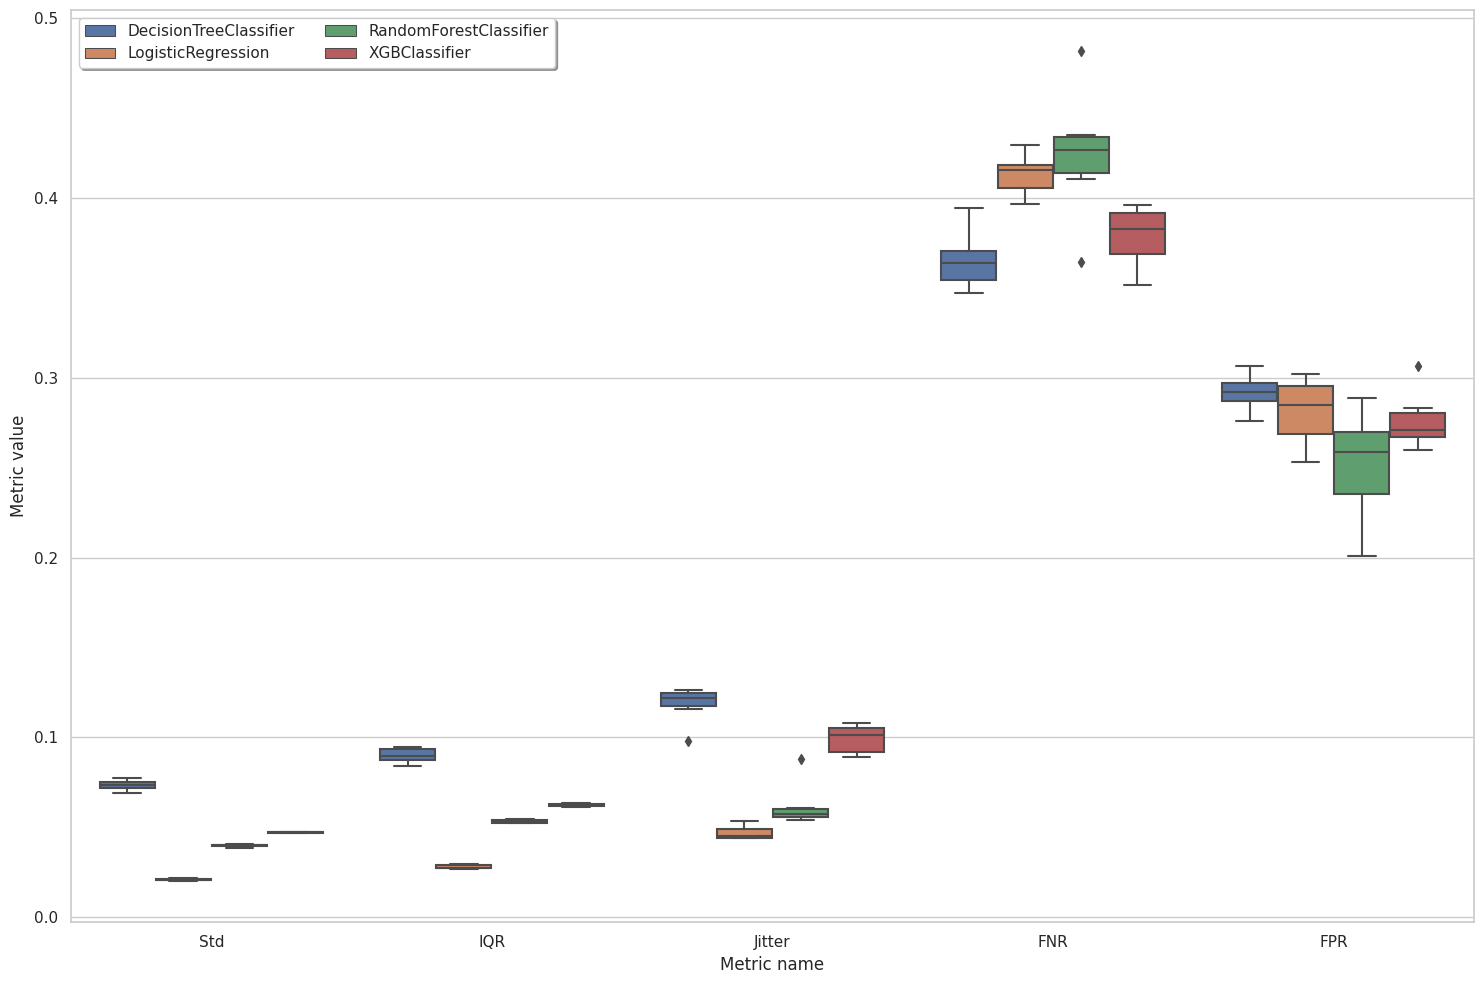 DecisionTreeClassifier
LogisticRegression
RandomForestClassifier
XGBClassifier
0.5
0.4
0.3
0.2
0.1
0.0
Metric value
Std
IQR
Jitter
FNR
FPR
Metric name